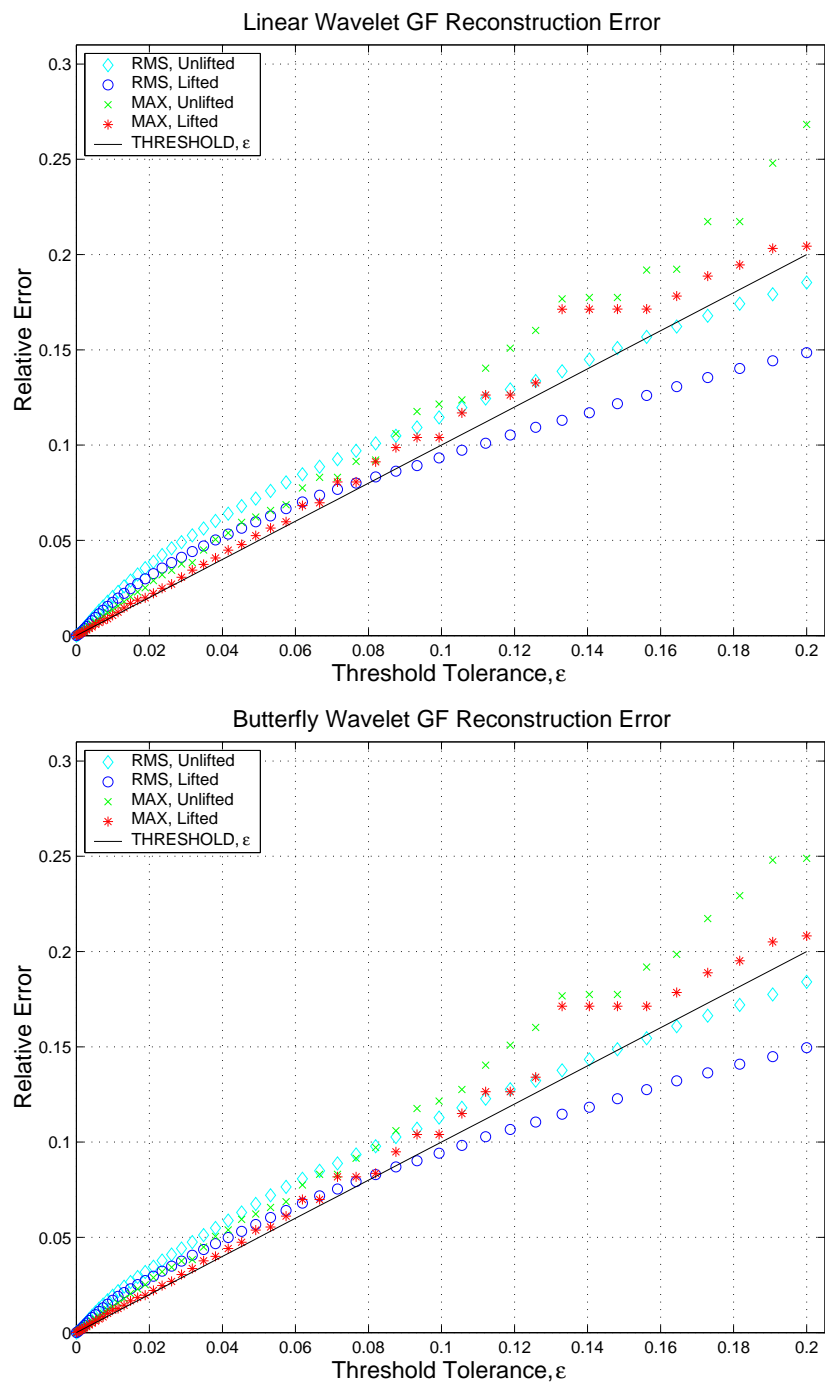 Linear Wavelet GF Reconstruction Error
0.3
RMS, Unlifted
RMS, Lifted
MAX, Unlifted
MAX, Lifted
THRESHOLD, ε
0.25
0.2
0.15
0.1
0.05
0
Relative Error
0 0.02 0.04 0.06 0.08 0.1 0.12 0.14 0.16 0.18 0.2
Threshold Tolerance, ε
Butterfly Wavelet GF Reconstruction Error
0.3
RMS, Unlifted
RMS, Lifted
MAX, Unlifted
MAX, Lifted
THRESHOLD, ε
0.25
0.2
0.15
0.1
0.05
0
Relative Error
0 0.02 0.04 0.06 0.08 0.1 0.12 0.14 0.16 0.18 0.2
Threshold Tolerance, ε